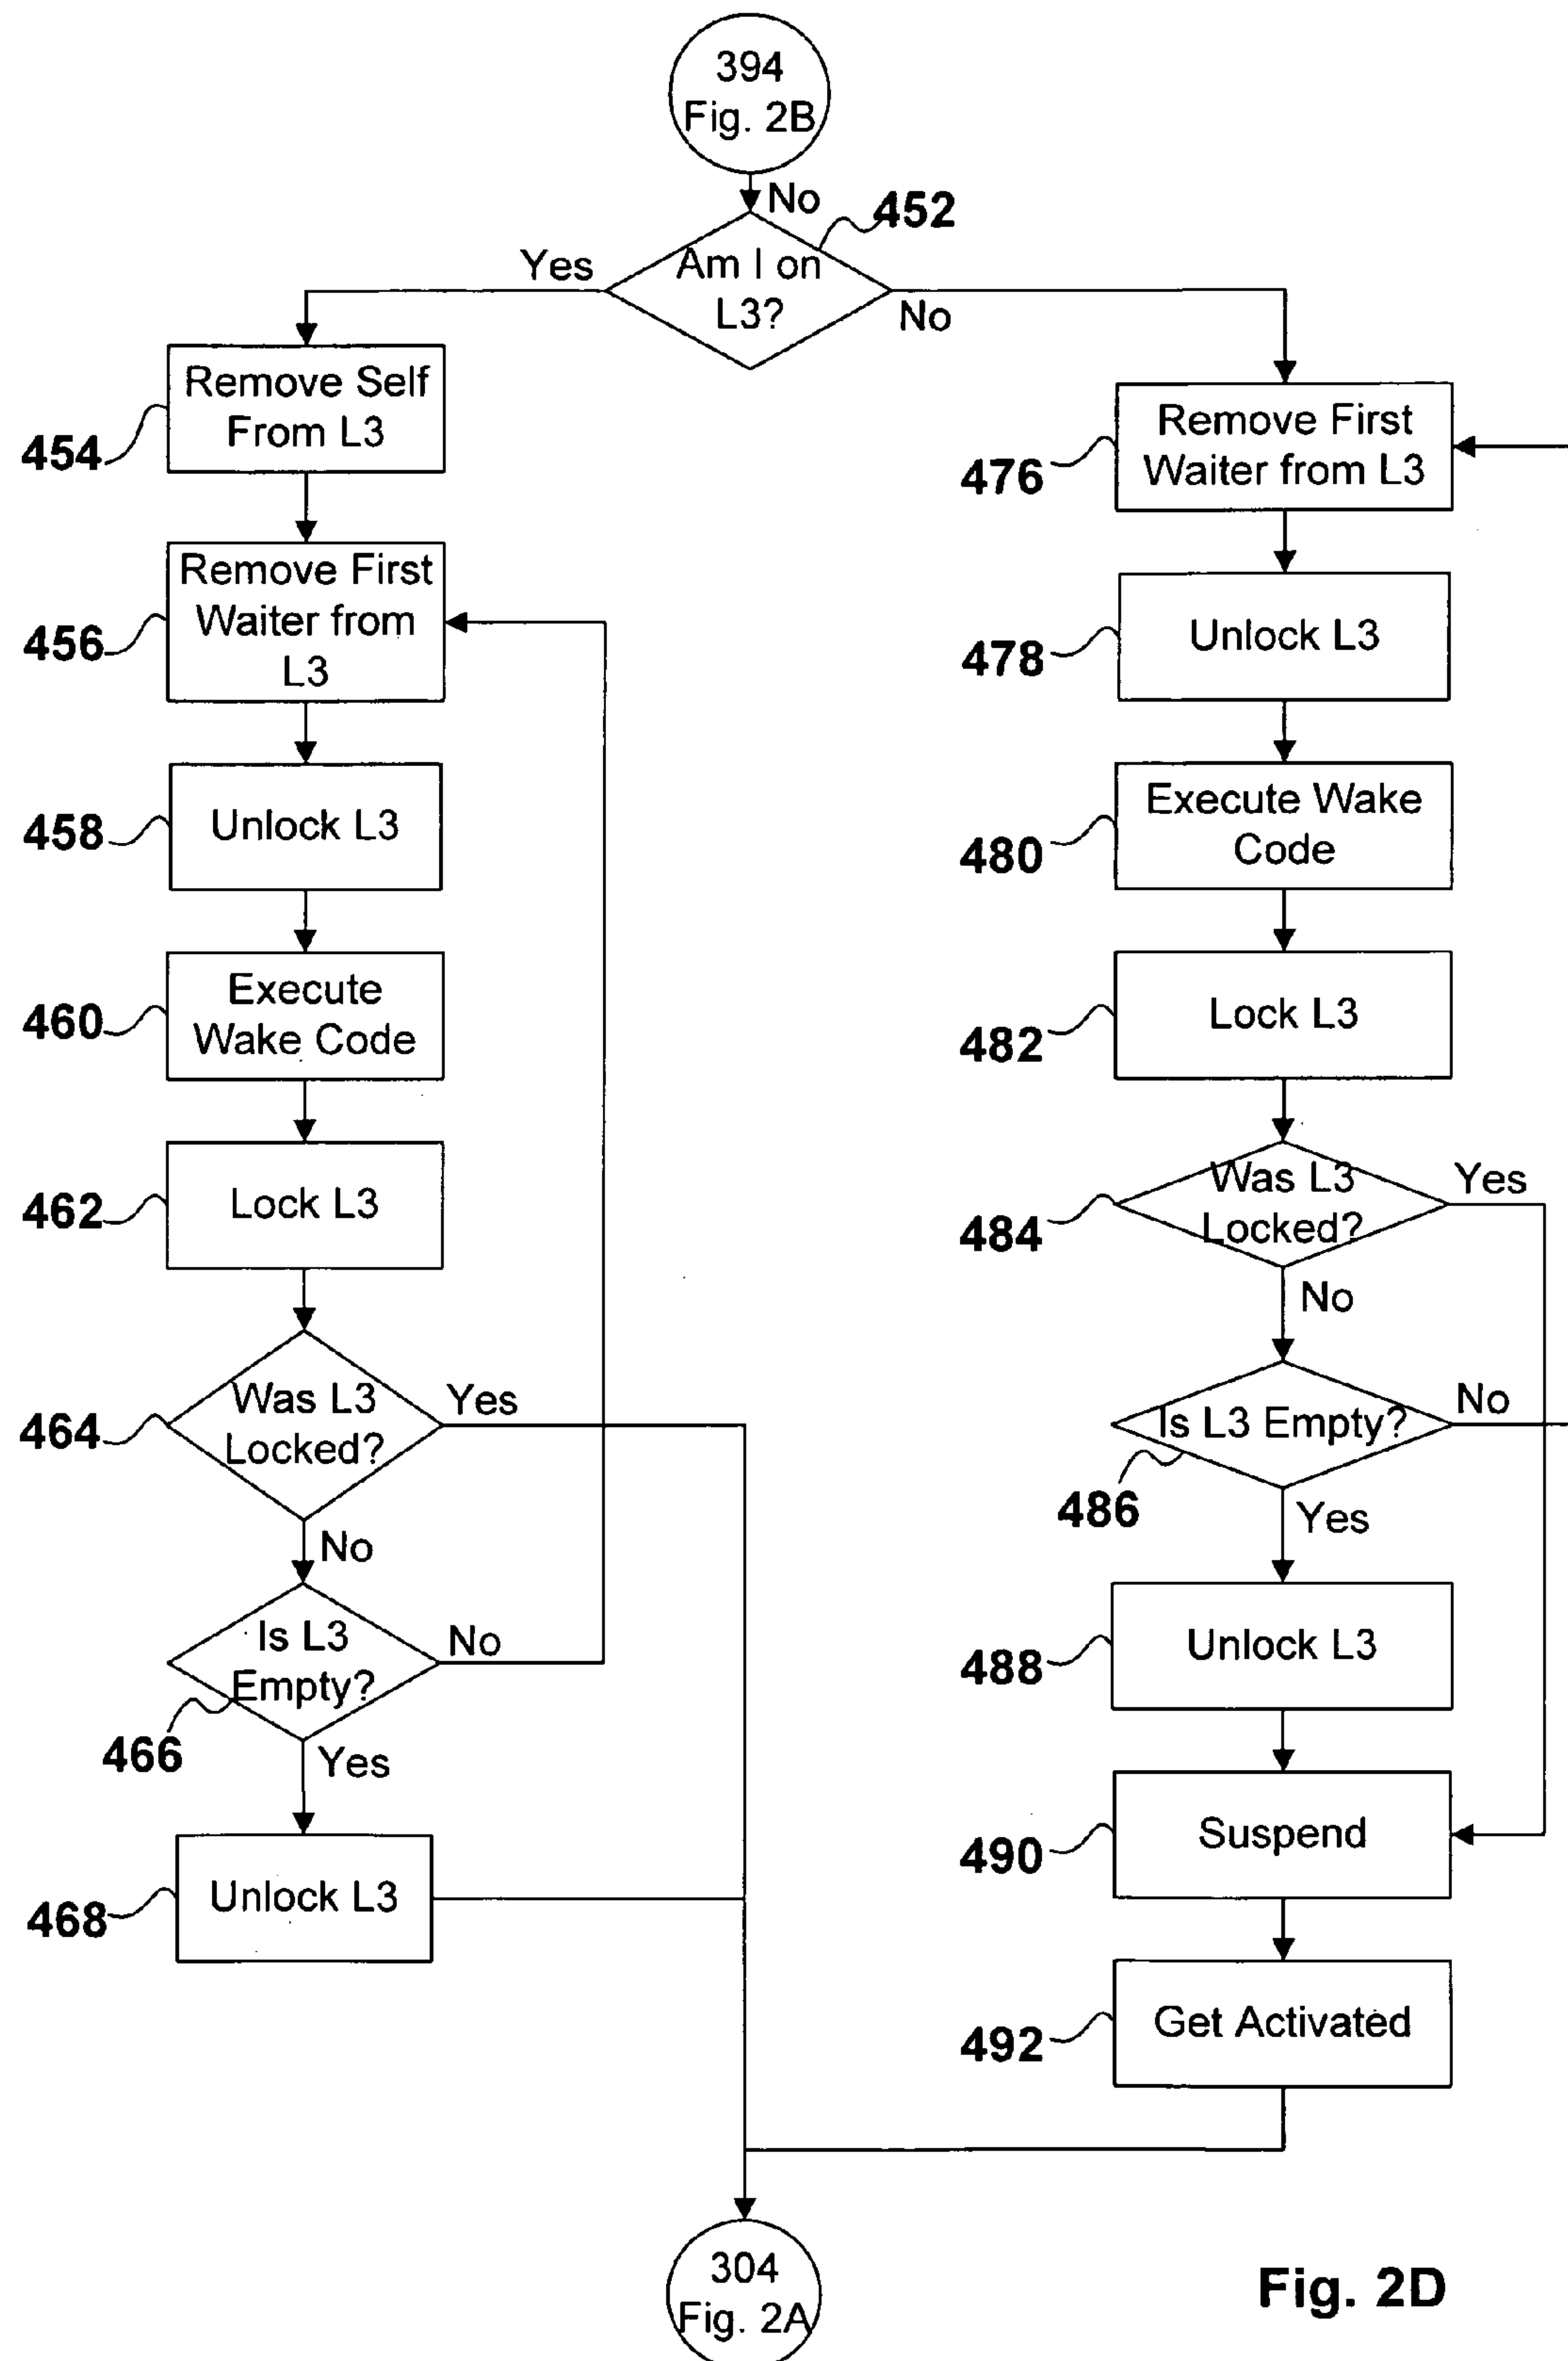 394
Fig. 2B
No
452
Am I on
L3?
Yes
No
Remove Self
From L3
454
Remove First
Waiter from
L3
456
Unlock L3
458
Execute
Wake Code
460
Lock L3
462
Was L3
Locked?
464
Yes
No
Is L3
Empty?
466
No
Yes
Unlock L3
468
Remove First
Waiter from L3
476
Unlock L3
478
Execute Wake
Code
480
Lock L3
482
Was L3
Locked?
484
Yes
No
Is L3 Empty?
486
No
Yes
Unlock L3
488
Suspend
490
Get Activated
492
304
Fig. 2A
Fig. 2D